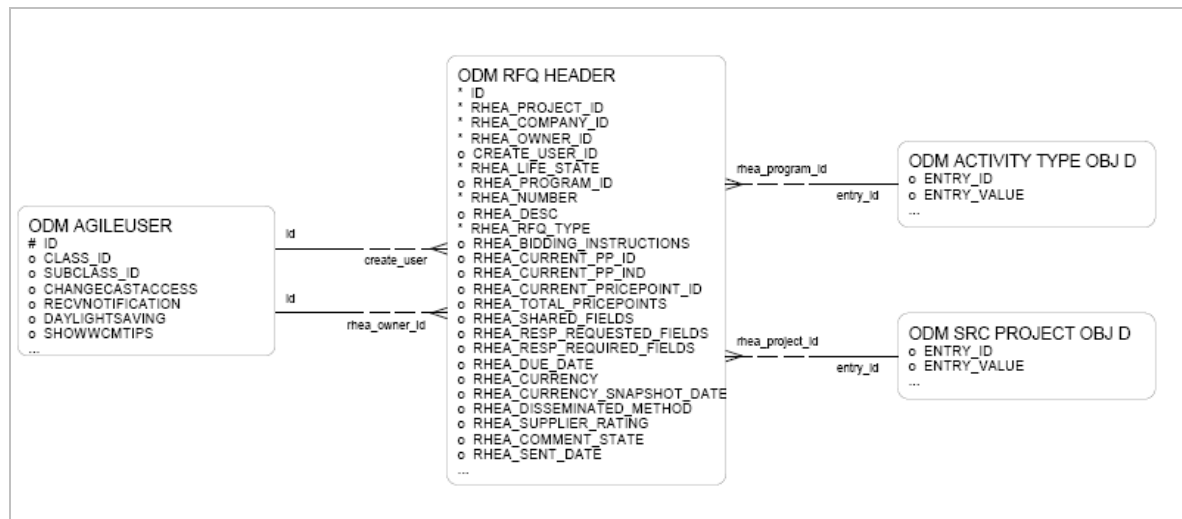 ODM AGILEUSER
# ID
o CLASS_ID
o SUBCLASS_ID
o CHANGECASTACCESS
o RECVNOTIFICATION
o DAYLIGHTSAVING
o SHOWWCMTIPS
...
id
create_user
id
rhea_owner_id
ODM RFQ HEADER
* ID
* RHEA_PROJECT_ID
* RHEA_COMPANY_ID
* RHEA_OWNER_ID
o CREATE_USER_ID
* RHEA_LIFE_STATE
o RHEA_PROGRAM_ID
* RHEA_NUMBER
o RHEA_DESC
* RHEA_RFQ_TYPE
o RHEA_BIDDING_INSTRUCTIONS
o RHEA_CURRENT_PP_ID
o RHEA_CURRENT_PP_IND
o RHEA_CURRENT_PRICEPOINT_ID
o RHEA_TOTAL_PRICEPOINTS
o RHEA_SHARED_FIELDS
o RHEA_RESP_REQUESTED_FIELDS
o RHEA_RESP_REQUIRED_FIELDS
o RHEA_DUE_DATE
o RHEA_CURRENCY
o RHEA_CURRENCY_SNAPSHOT_DATE
o RHEA_DISSEMINATED_METHOD
o RHEA_SUPPLIER_RATING
o RHEA_COMMENT_STATE
o RHEA_SENT_DATE
...
rhea_program_id
entry_id
ODM ACTIVITY TYPE OBJ D
o ENTRY_ID
o ENTRY_VALUE
...
rhea_project_id
entry_id
ODM SRC PROJECT OBJ D
o ENTRY_ID
o ENTRY_VALUE
...